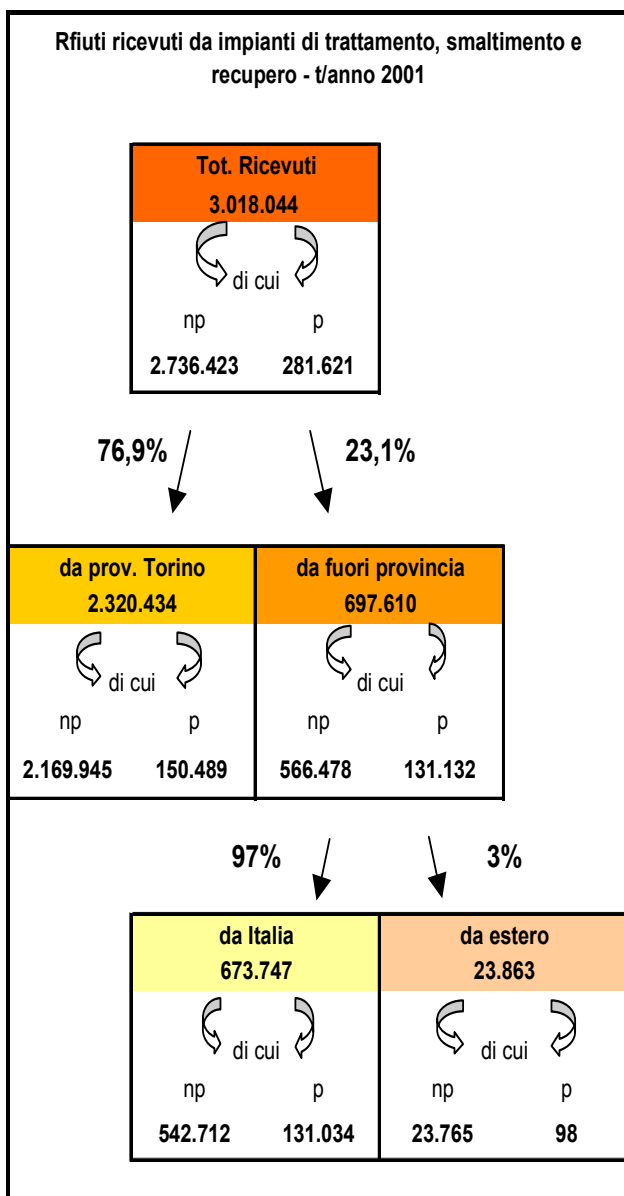 Rfiuti ricevuti da impianti di trattamento, smaltimento e
recupero - t/anno 2001
Tot. Ricevuti
3.018.044
di cui
np p
2.736.423 281.621
76,9% 23,1%
da prov. Torino da fuori provincia
2.320.434 697.610
di cui di cui
np p np p
2.169.945 150.489 566.478 131.132
97% 3%
da Italia da estero
673.747 23.863
di cui di cui
np p np p
542.712 131.034 23.765 98